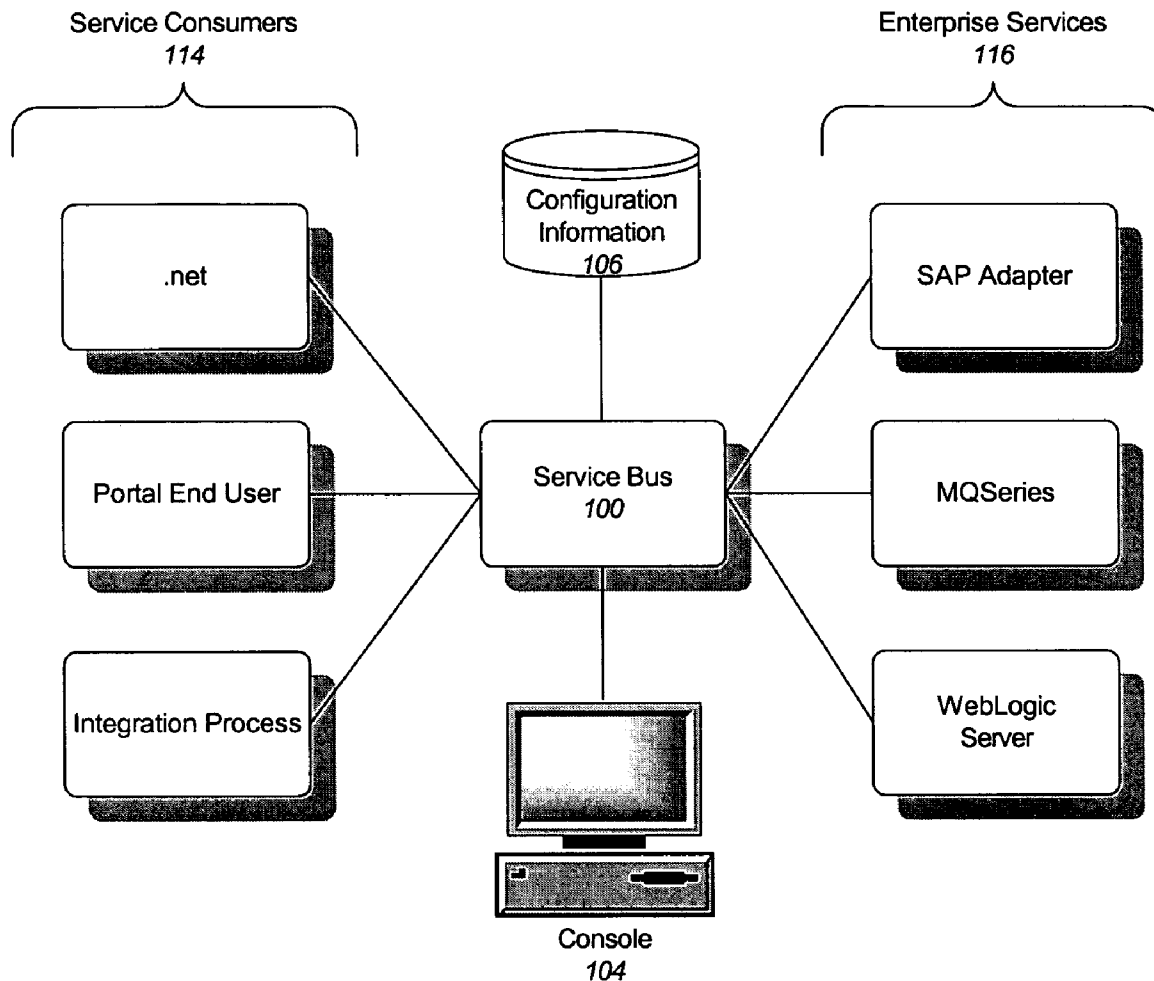 Service Consumers
114
Enterprise Services
116
Configuration
Information
106
.net
SAP Adapter
Portal End User
Service Bus
100
MQSeries
Integration Process
WebLogic
Server
Console
104